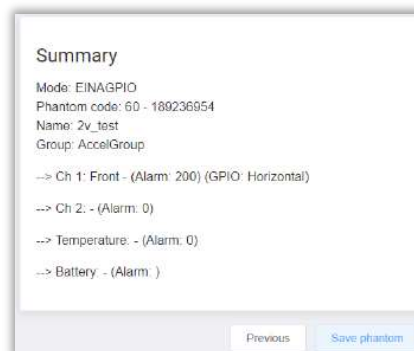 Summary
Mode: EINAGPIO
Phantom code: 60 - 189236954
Name: 2v_test
Group: AccelGroup
--> Ch 1: Front - (Alarm: 200) (GPIO: Horizontal)
--> Ch 2: - (Alarm: 0)
--> Temperature: - (Alarm: 0)
--> Battery: - (Alarm: )
Previous Save phantom